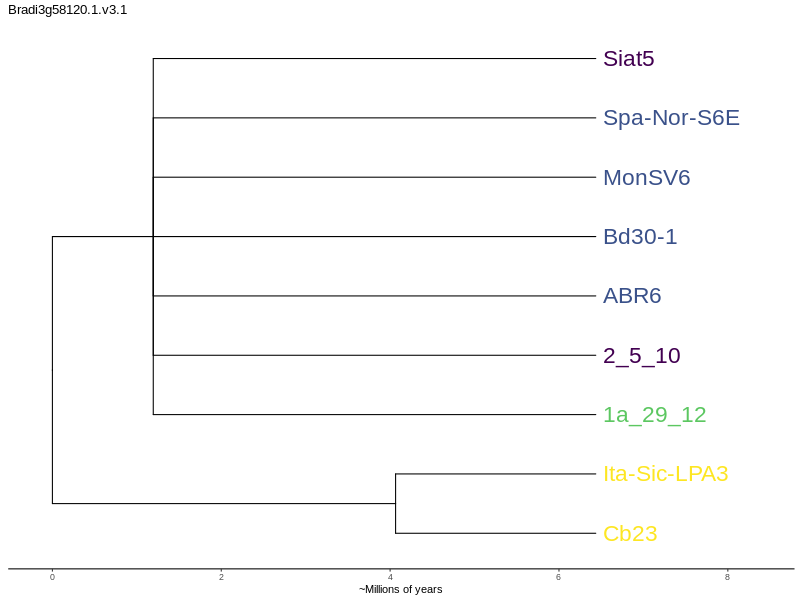 Bradi3g58120.1.v3.1
Siat5
Spa-Nor-S6E
MonSV6
Bd30-1
ABR6
2_5_10
1a_29_12
Ita-Sic-LPA3
Cb23
0 2 4 6 8
~Millions of years